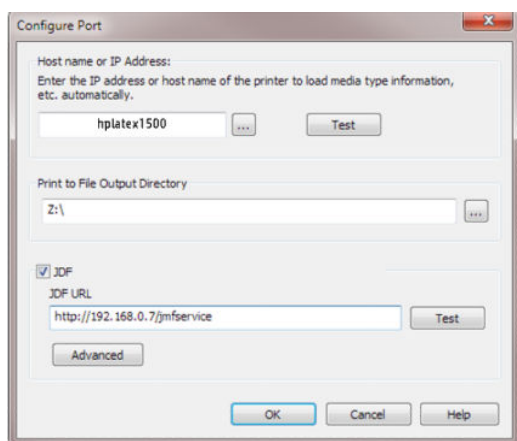 Configure Port
Host name or IP Address:
Enter the IP address or host name of the printer to load media type information,
etc. automatically.
hplatex1500 ... Test
Print to File Output Directory
Z:\ ...
JDF
JDF URL
http://192.168.0.7/jmfservice Test
Advanced
OK Cancel Help